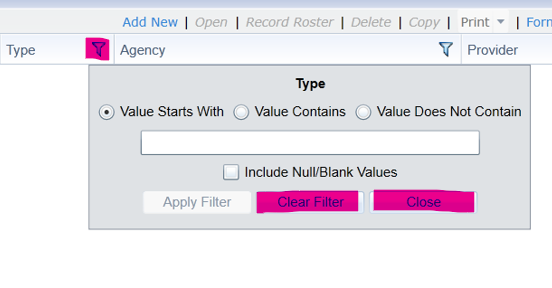 Add New | Open | Record Roster | Delete | Copy | Print | Forn
Type Agency Provider
Type
Value Starts With Value Contains Value Does Not Contain
Include Null/Blank Values
Apply Filter Clear Filter Close